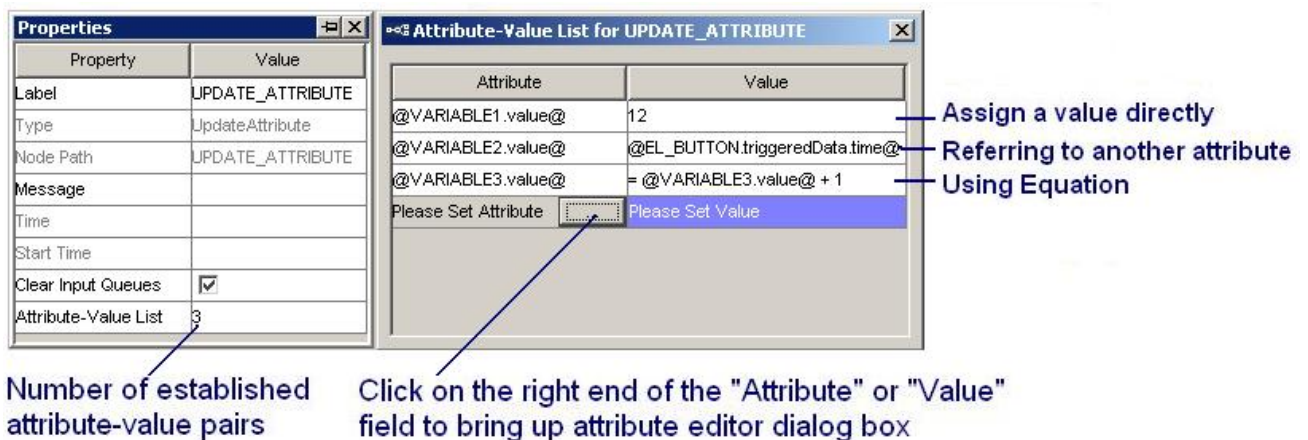 Properties
Property Value
Label UPDATE_ATTRIBUTE
Type UpdateAttribute
Node Path UPDATE_ATTRIBUTE
Message
Time
Start Time
Clear Input Queues
Attribute-Value List 3
Number of established
attribute-value pairs
Attribute-Value List for UPDATE_ATTRIBUTE
Attribute Value
@VARIABLE1.value@ 12
@VARIABLE2.value@ @EL_BUTTON.triggeredData.time@
@VARIABLE3.value@ = @VARIABLE3.value@ + 1
Please Set Attribute ... Please Set Value
Assign a value directly
Referring to another attribute
Using Equation
Click on the right end of the "Attribute" or "Value"
field to bring up attribute editor dialog box